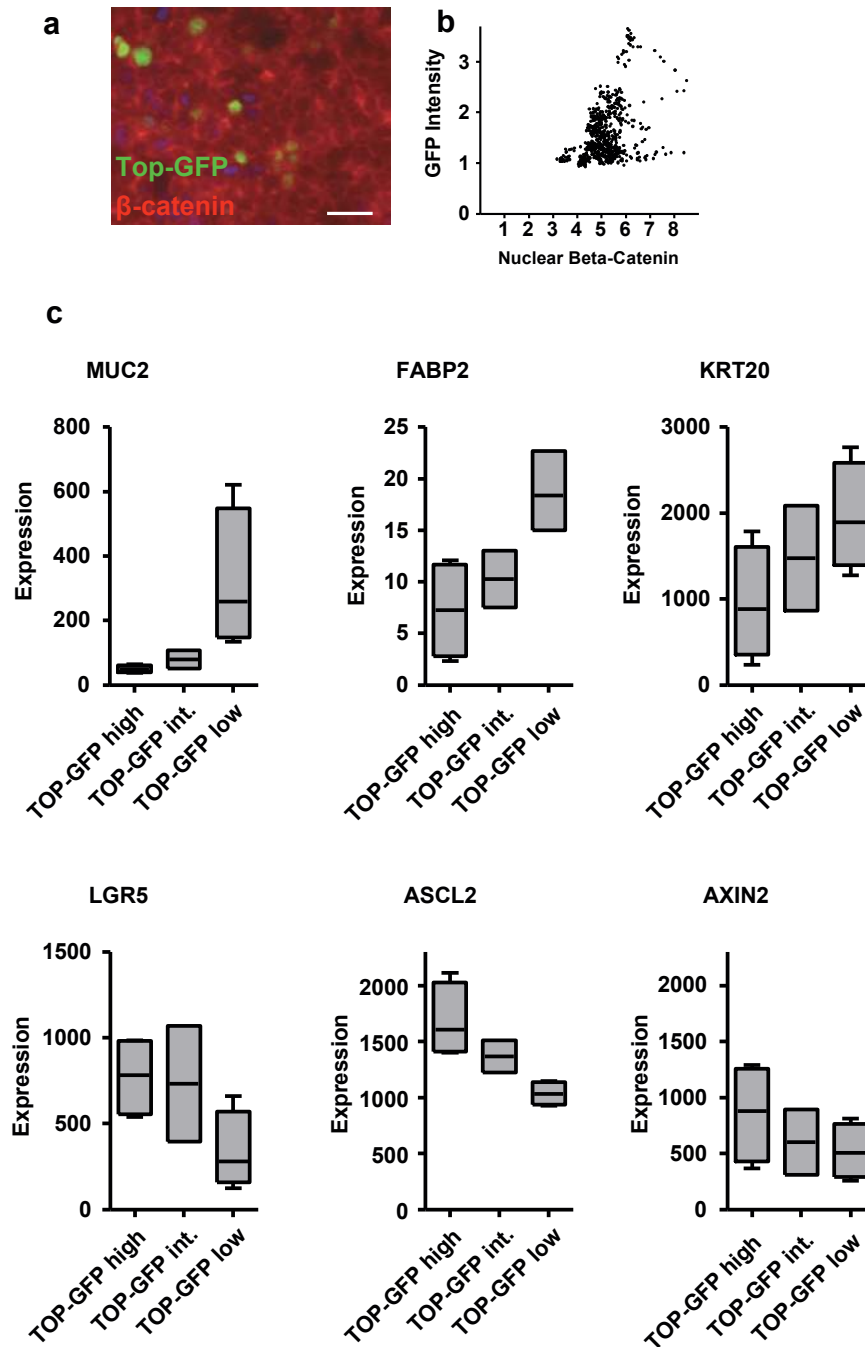 a
Top-GFP
β-catenin
b
GFP Intensity
3
2
1
0
1 2 3 4 5 6 7 8
Nuclear Beta-Catenin
c
MUC2
Expression
800
600
400
200
0
TOP-GFP high
TOP-GFP int.
TOP-GFP low
FABP2
Expression
25
20
15
10
5
0
TOP-GFP high
TOP-GFP int.
TOP-GFP low
KRT20
Expression
3000
2000
1000
0
TOP-GFP high
TOP-GFP int.
TOP-GFP low
LGR5
Expression
1500
1000
500
0
TOP-GFP high
TOP-GFP int.
TOP-GFP low
ASCL2
Expression
2000
1500
1000
500
0
TOP-GFP high
TOP-GFP int.
TOP-GFP low
AXIN2
Expression
2000
1500
1000
500
0
TOP-GFP high
TOP-GFP int.
TOP-GFP low